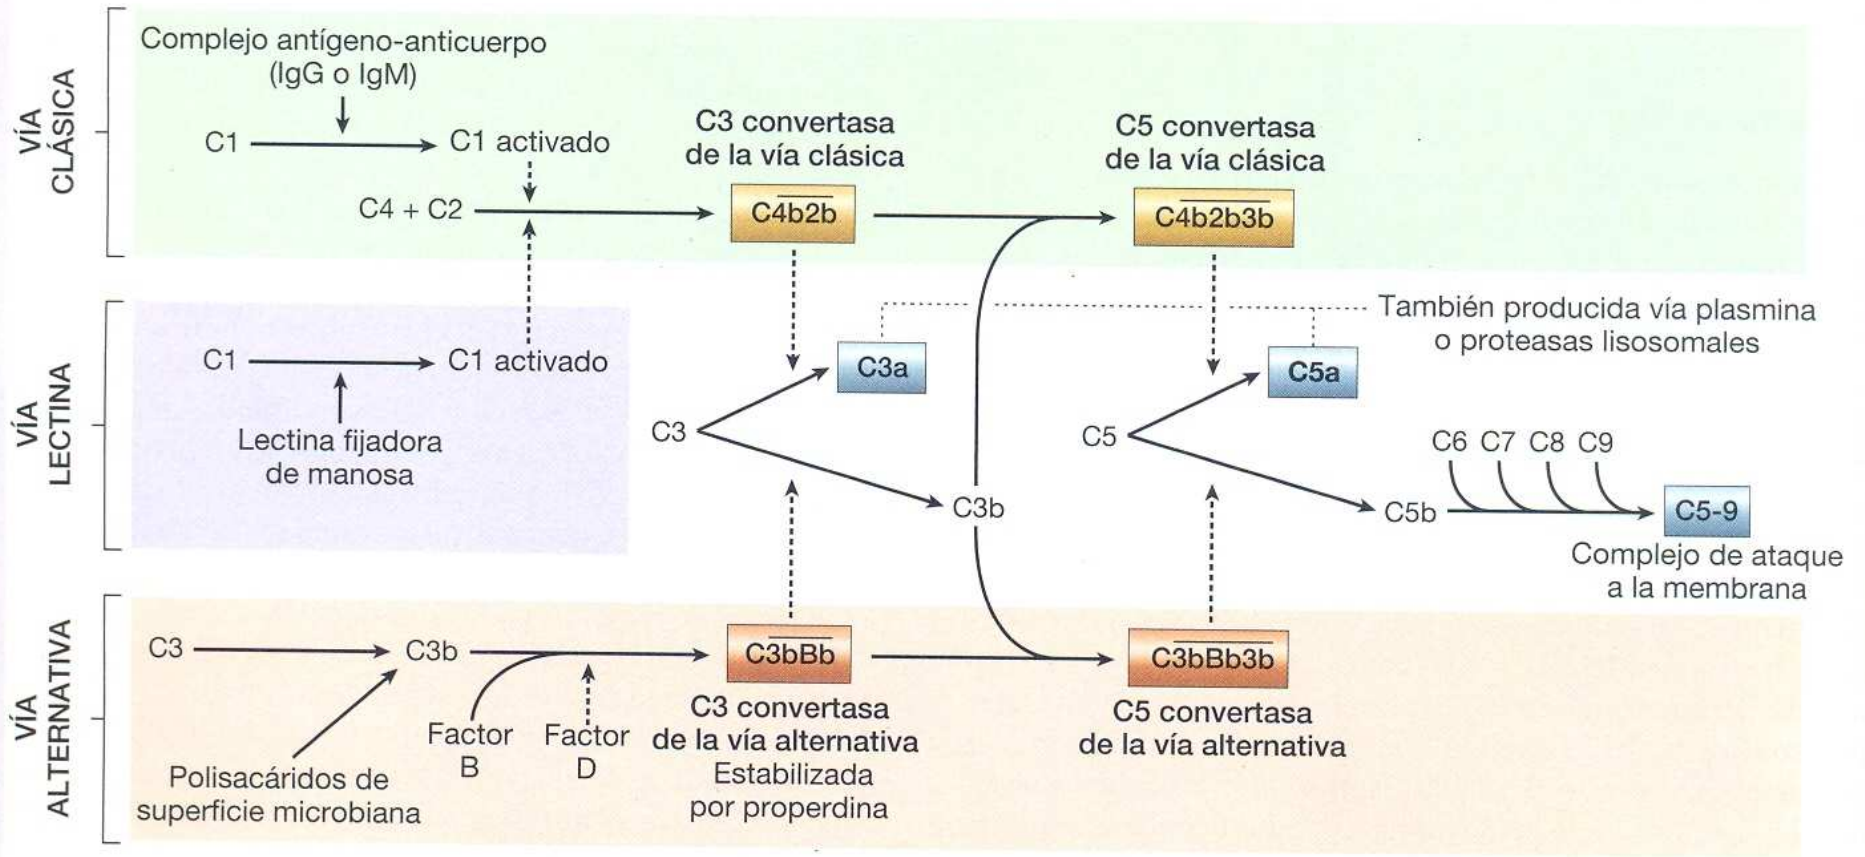 VÍA
CLÁSICA
Complejo antígeno-anticuerpo
(IgG o IgM)
C1
C1 activado
C4 + C2
C3 convertasa
de la vía clásica
C4b2b
C5 convertasa
de la vía clásica
C4b2b3b
VÍA
LECTINA
C1
C1 activado
Lectina fijadora
de manosa
C3
C3a
C3b
También producida vía plasmina
o proteasas lisosomales
C5
C5a
C5b
C6 C7 C8 C9
C5-9
Complejo de ataque
a la membrana
VÍA
ALTERNATIVA
C3
C3b
Polisacáridos de
superficie microbiana
Factor
B
Factor
D
C3bBb
C3 convertasa
de la vía alternativa
Estabilizada
por properdina
C3bBb3b
C5 convertasa
de la vía alternativa